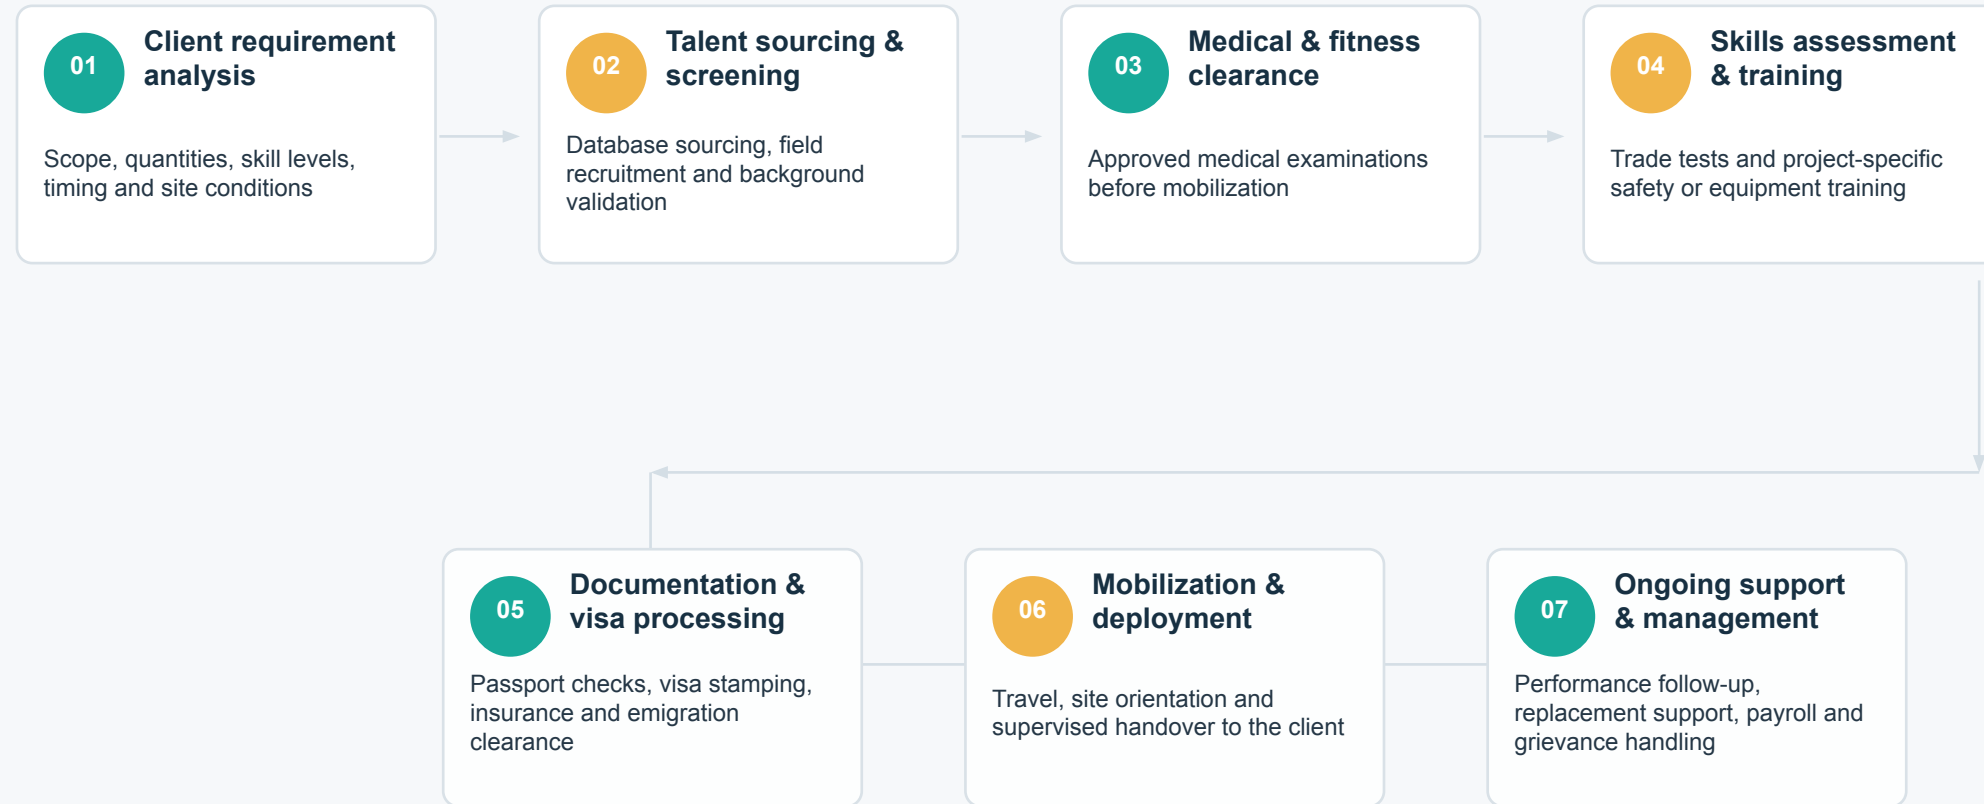 01
Client requirement
analysis
Scope, quantities, skill levels,
timing and site conditions
02
Talent sourcing &
screening
Database sourcing, field
recruitment and background
validation
03
Medical & fitness
clearance
Approved medical examinations
before mobilization
04
Skills assessment
& training
Trade tests and project-specific
safety or equipment training
05
Documentation &
visa processing
Passport checks, visa stamping,
insurance and emigration
clearance
06
Mobilization &
deployment
Travel, site orientation and
supervised handover to the client
07
Ongoing support
& management
Performance follow-up,
replacement support, payroll and
grievance handling